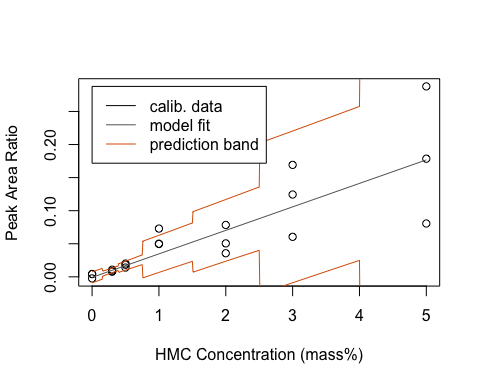 calib. data
model fit
prediction band
Peak Area Ratio
0.20
0.10
0.00
0 1 2 3 4 5
HMC Concentration (mass%)